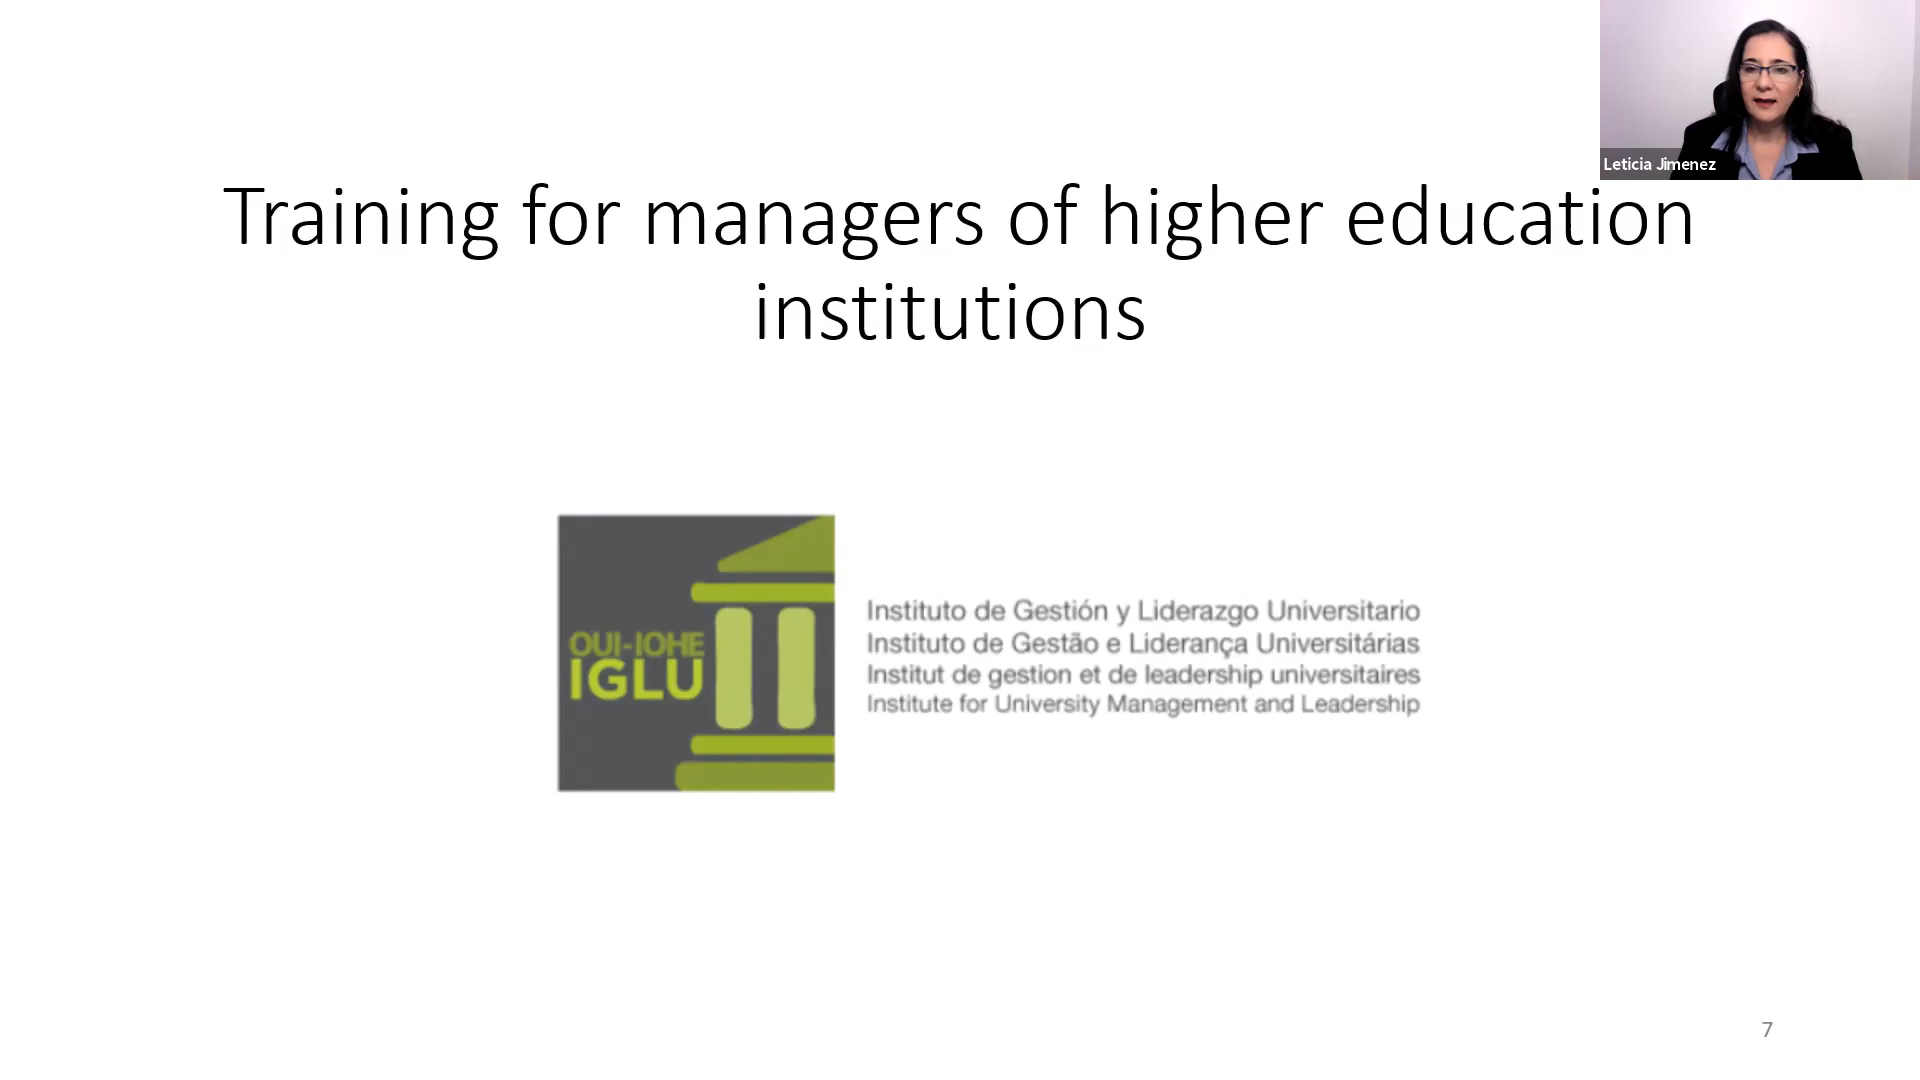 Leticia Jimenez
Training for managers of higher education
institutions
OUI-IOHE
IGLU
Instituto de Gestión y Liderazgo Universitario
Instituto de Gestão e Liderança Universitárias
Institut de gestion et de leadership universitaires
Institute for University Management and Leadership
7